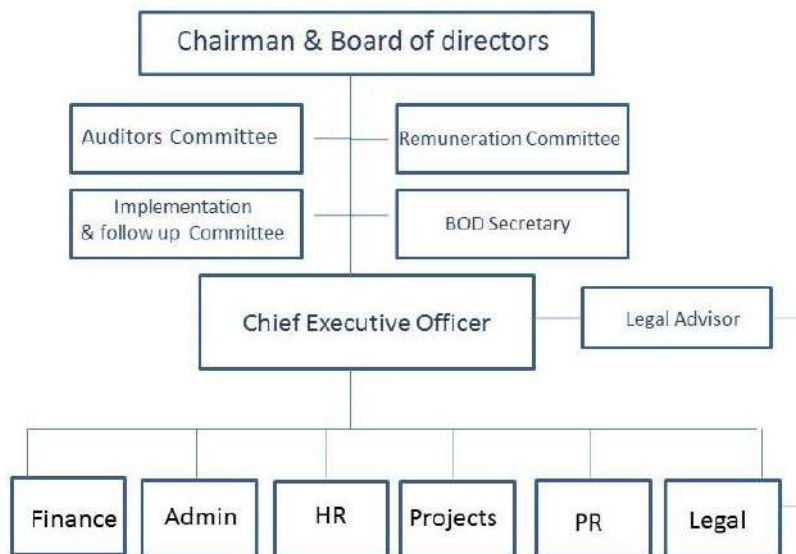 Chairman & Board of directors
Auditors Committee
Remuneration Committee
Implementation
& follow up Committee
BOD Secretary
Chief Executive Officer
Legal Advisor
Finance
Admin
HR
Projects
PR
Legal